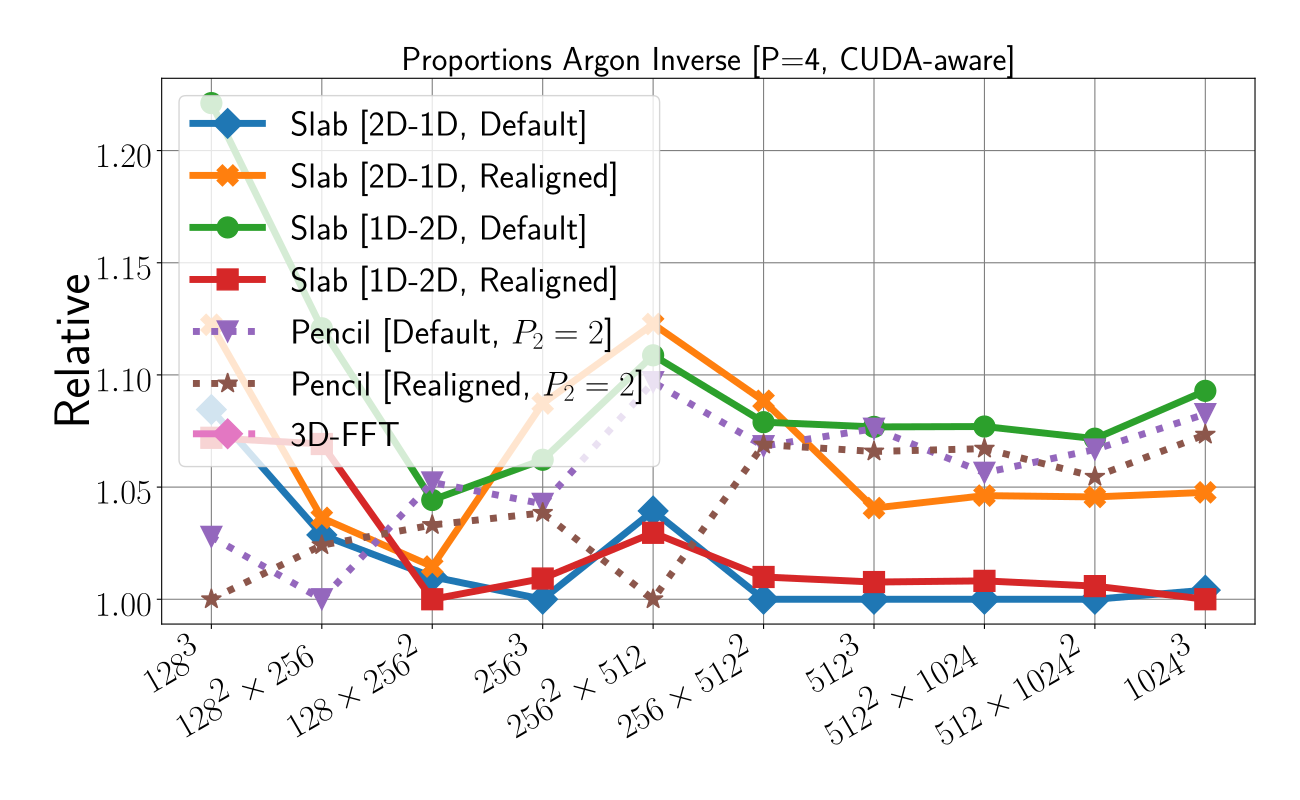 Proportions Argon Inverse [P=4, CUDA-aware]
Relative
1.20
1.15
1.10
1.05
1.00
Slab [2D-1D, Default]
Slab [2D-1D, Realigned]
Slab [1D-2D, Default]
Slab [1D-2D, Realigned]
Pencil [Default, P₂ = 2]
Pencil [Realigned, P₂ = 2]
3D-FFT
128³
128² × 256
128 × 256²
256³
256² × 512
256 × 512²
512³
512² × 1024
512 × 1024²
1024³